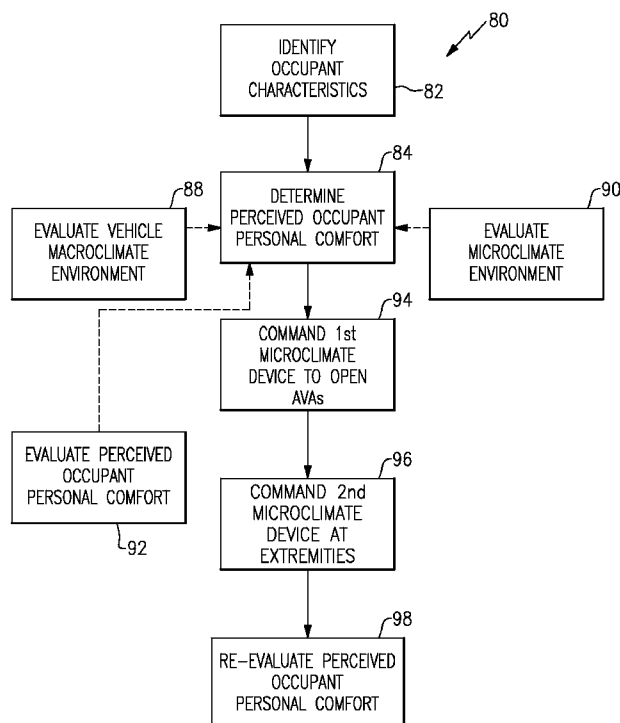 80
IDENTIFY
OCCUPANT
CHARACTERISTICS
82
84
DETERMINE
PERCEIVED OCCUPANT
PERSONAL COMFORT
88
EVALUATE VEHICLE
MACROCLIMATE
ENVIRONMENT
90
EVALUATE
MICROCLIMATE
ENVIRONMENT
94
COMMAND 1st
MICROCLIMATE
DEVICE TO OPEN
AVAs
EVALUATE PERCEIVED
OCCUPANT
PERSONAL COMFORT
92
96
COMMAND 2nd
MICROCLIMATE
DEVICE AT
EXTREMITIES
98
RE-EVALUATE PERCEIVED
OCCUPANT
PERSONAL COMFORT